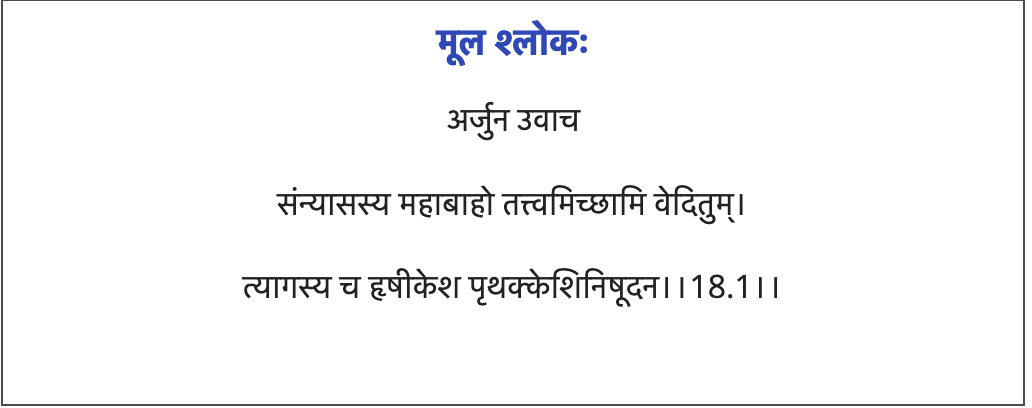 मूल श्लोकः
अर्जुन उवाच
संन्यासस्य महाबाहो तत्त्वमिच्छामि वेदितुम्।
त्यागस्य च हृषीकेश पृथक्केशिनिषूदन।।18.1।।